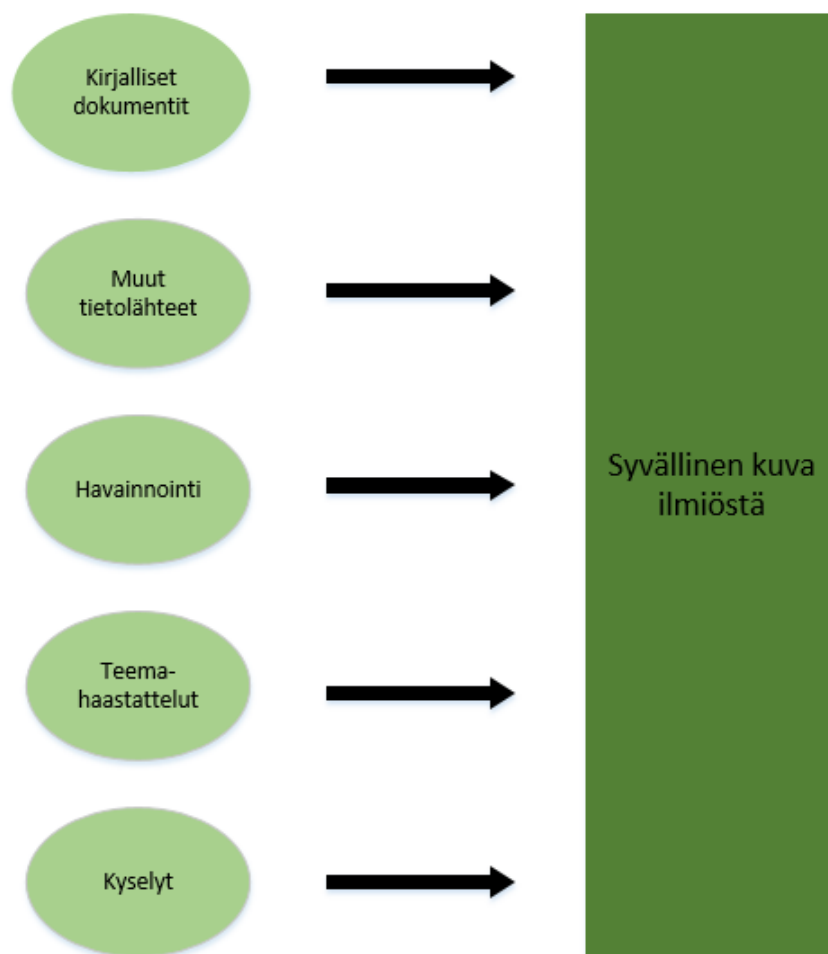 Kirjalliset
dokumentit
Muut
tietolähteet
Havainnointi
Teema-
haastattelut
Kyselyt
Syvällinen kuva
ilmiöstä